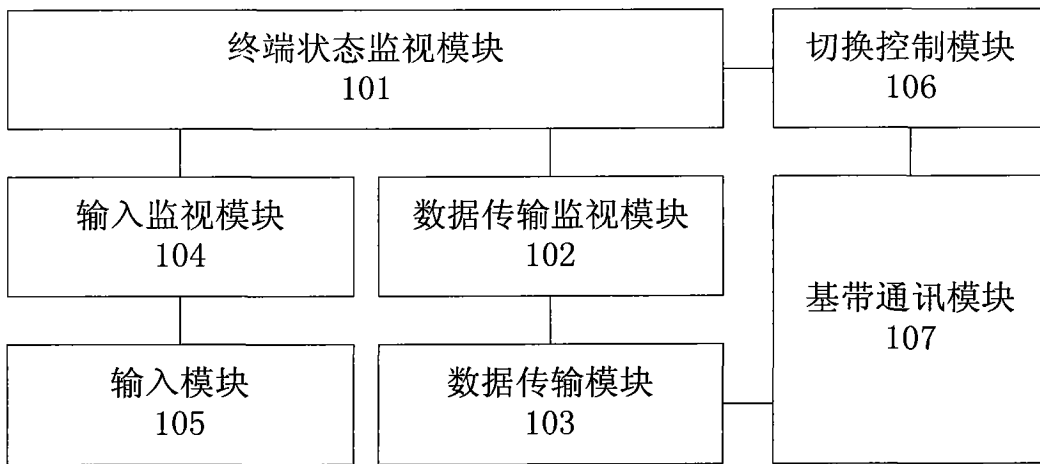 终端状态监视模块
101
切换控制模块
106
输入监视模块
104
数据传输监视模块
102
基带通讯模块
107
输入模块
105
数据传输模块
103